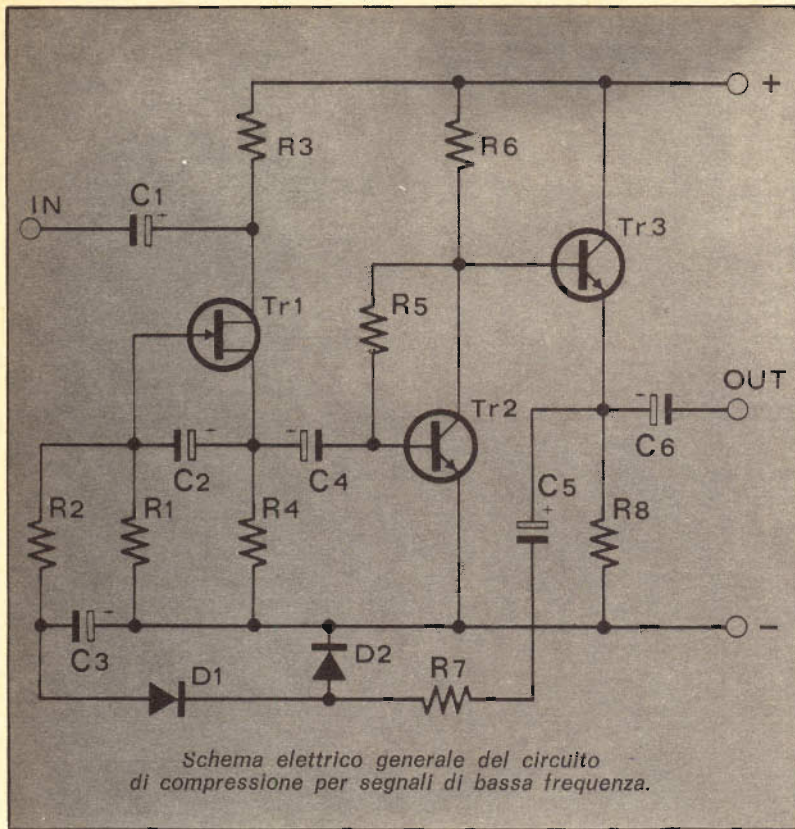 +
R3
R6
IN
C1
+
Tr3
Tr1
R5
OUT
Tr2
-
C6
-
C2
-
C4
C5
+
R2
R1
R4
R8
-
C3
-
D2
R7
D1
Schema elettrico generale del circuito
di compressione per segnali di bassa frequenza.